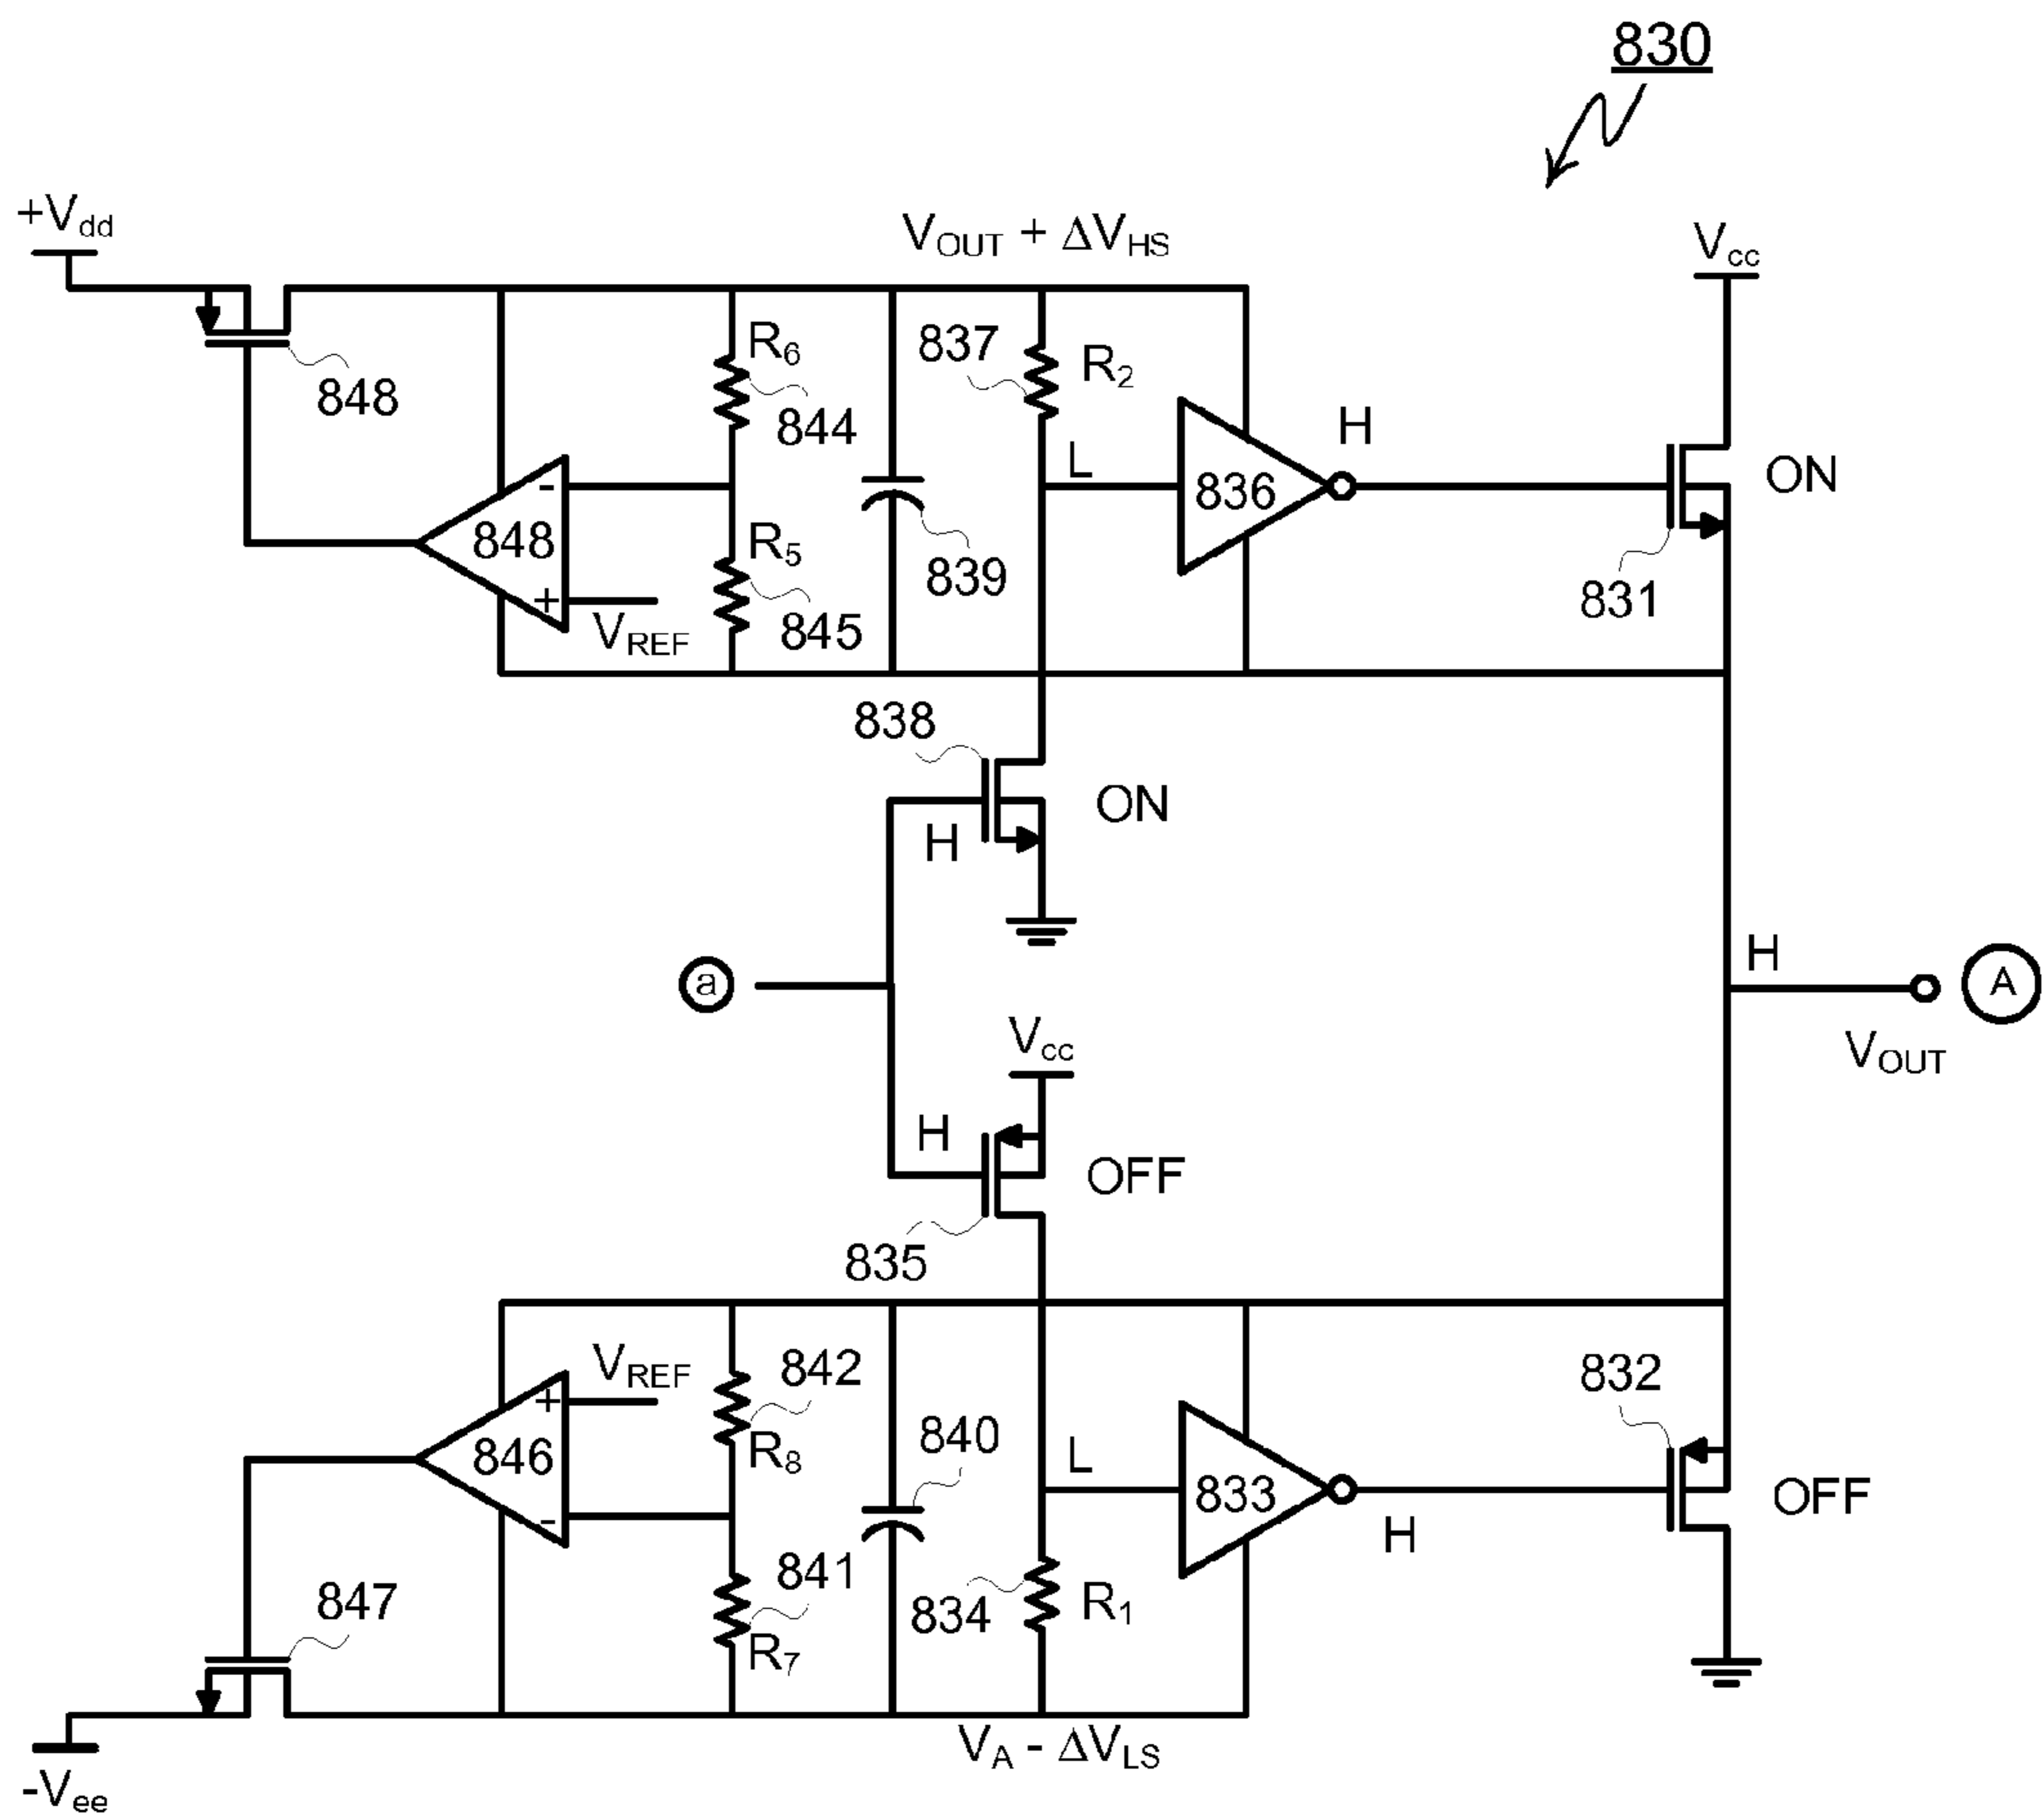 830
+Vdd
VOUT + ΔVHS
Vcc
R6
837
R2
848
844
H
L
ON
848
-
836
R5
839
+
VREF
845
831
838
ON
H
H
a
A
Vcc
VOUT
H
OFF
835
VREF
842
832
+
840
846
R8
L
833
OFF
-
H
841
847
834
R1
R7
VA - ΔVLS
-Vee